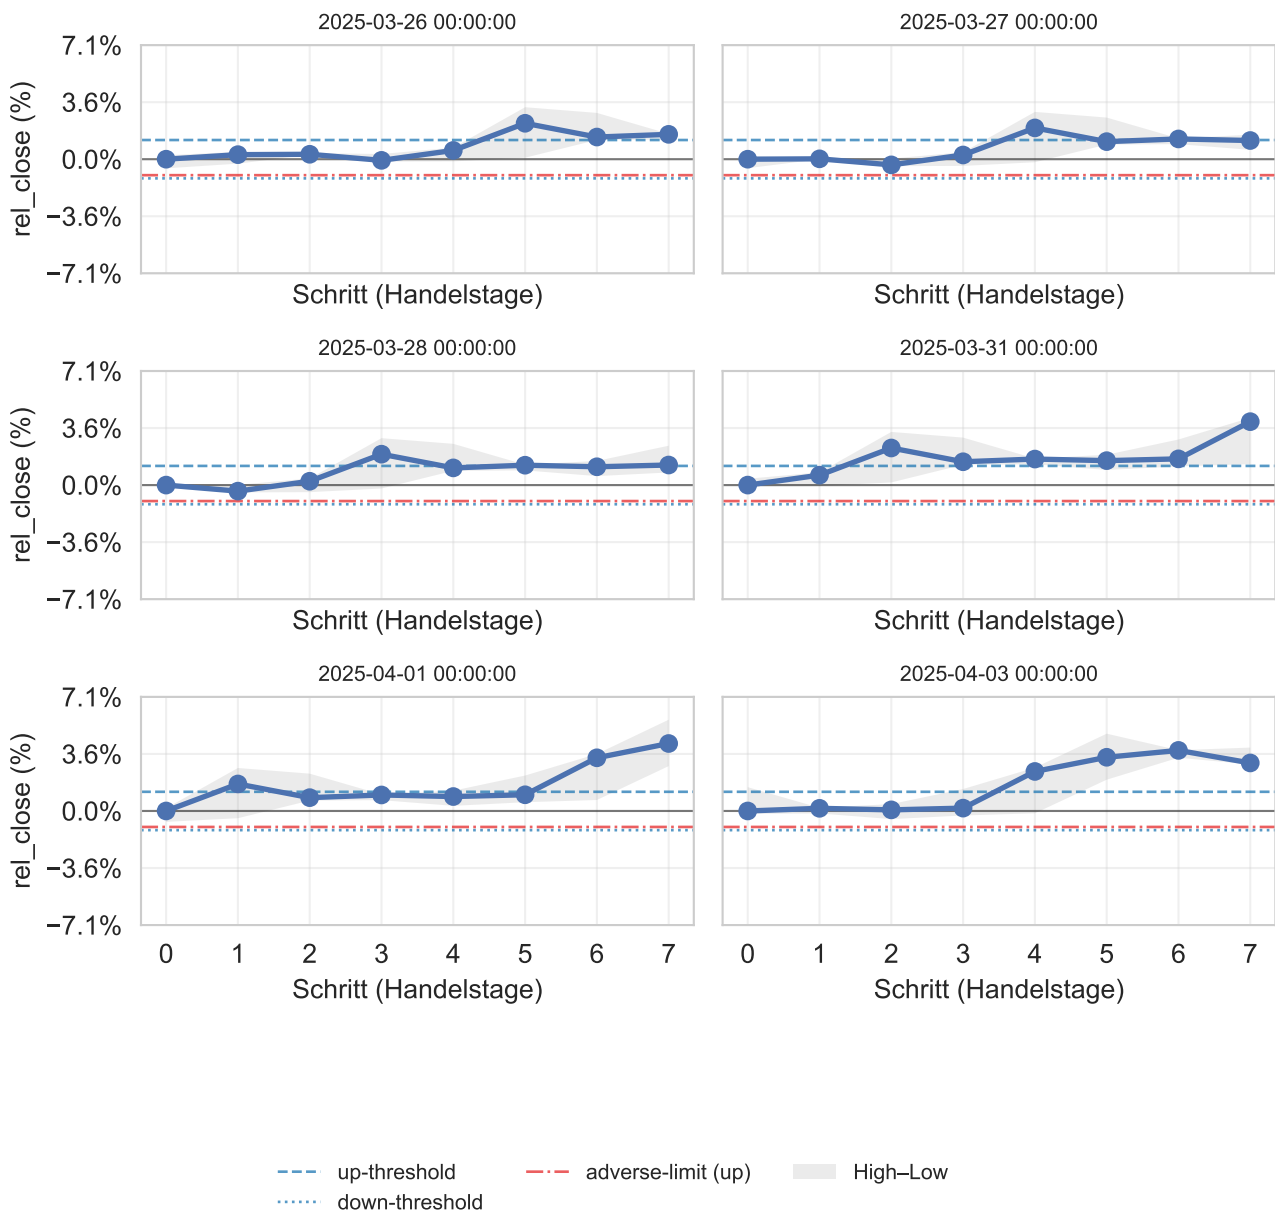 2025-03-26 00:00:00
2025-03-27 00:00:00
7.1%
3.6%
0.0%
−3.6%
−7.1%
rel_close (%)
Schritt (Handelstage)
Schritt (Handelstage)
2025-03-28 00:00:00
2025-03-31 00:00:00
7.1%
3.6%
0.0%
−3.6%
−7.1%
rel_close (%)
Schritt (Handelstage)
Schritt (Handelstage)
2025-04-01 00:00:00
2025-04-03 00:00:00
7.1%
3.6%
0.0%
−3.6%
−7.1%
rel_close (%)
0 1 2 3 4 5 6 7
0 1 2 3 4 5 6 7
Schritt (Handelstage)
Schritt (Handelstage)
up-threshold
down-threshold
adverse-limit (up)
High–Low